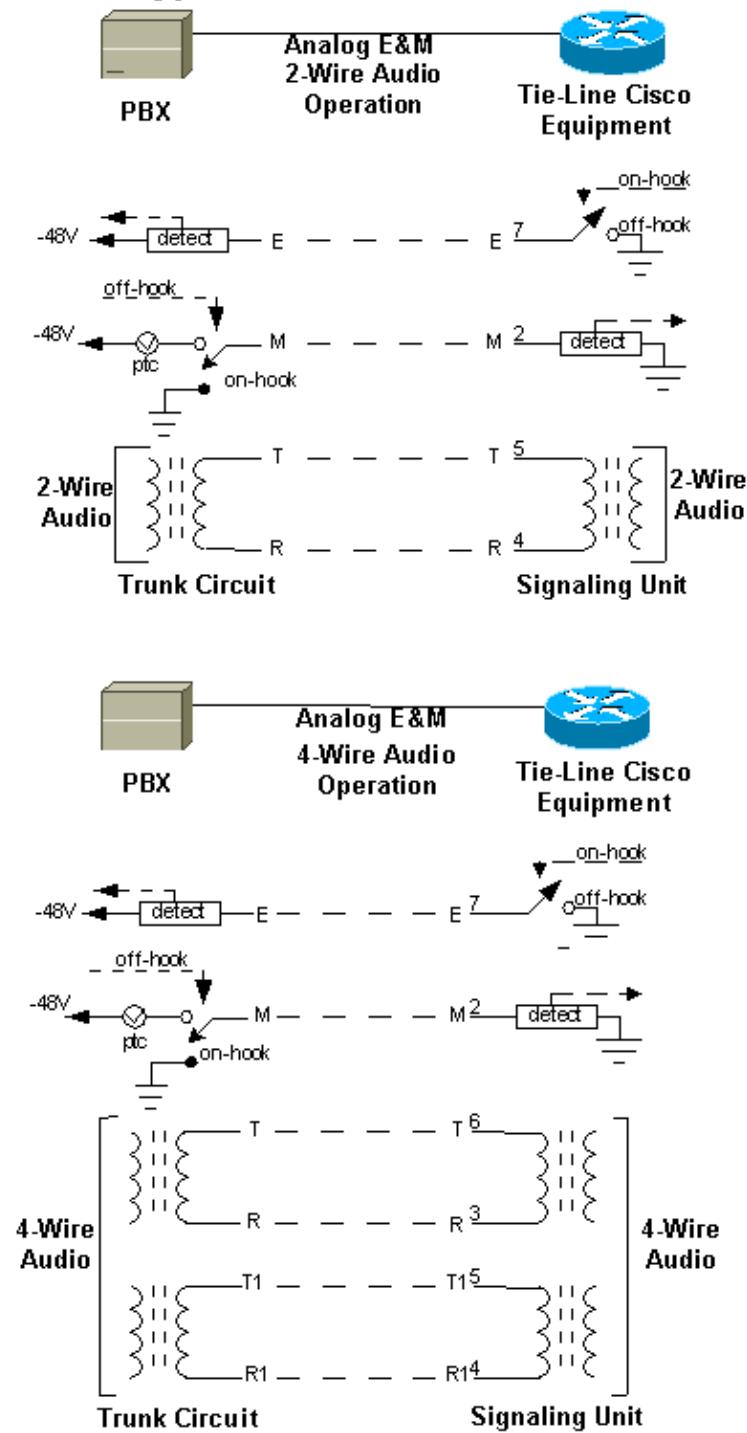 PBX
Analog E&M
2-Wire Audio
Operation
Tie-Line Cisco
Equipment
on-hook
off-hook
-48V
detect
E
E
7
off-hook
-48V
ptc
M
on-hook
M
2
detect
2-Wire
Audio
T
T
5
R
R
4
2-Wire
Audio
Trunk Circuit
Signaling Unit
PBX
Analog E&M
4-Wire Audio
Operation
Tie-Line Cisco
Equipment
on-hook
off-hook
-48V
detect
E
E
7
off-hook
-48V
ptc
M
on-hook
M
2
detect
4-Wire
Audio
T
T
6
R
R
3
T1
T1
5
R1
R1
4
4-Wire
Audio
Trunk Circuit
Signaling Unit